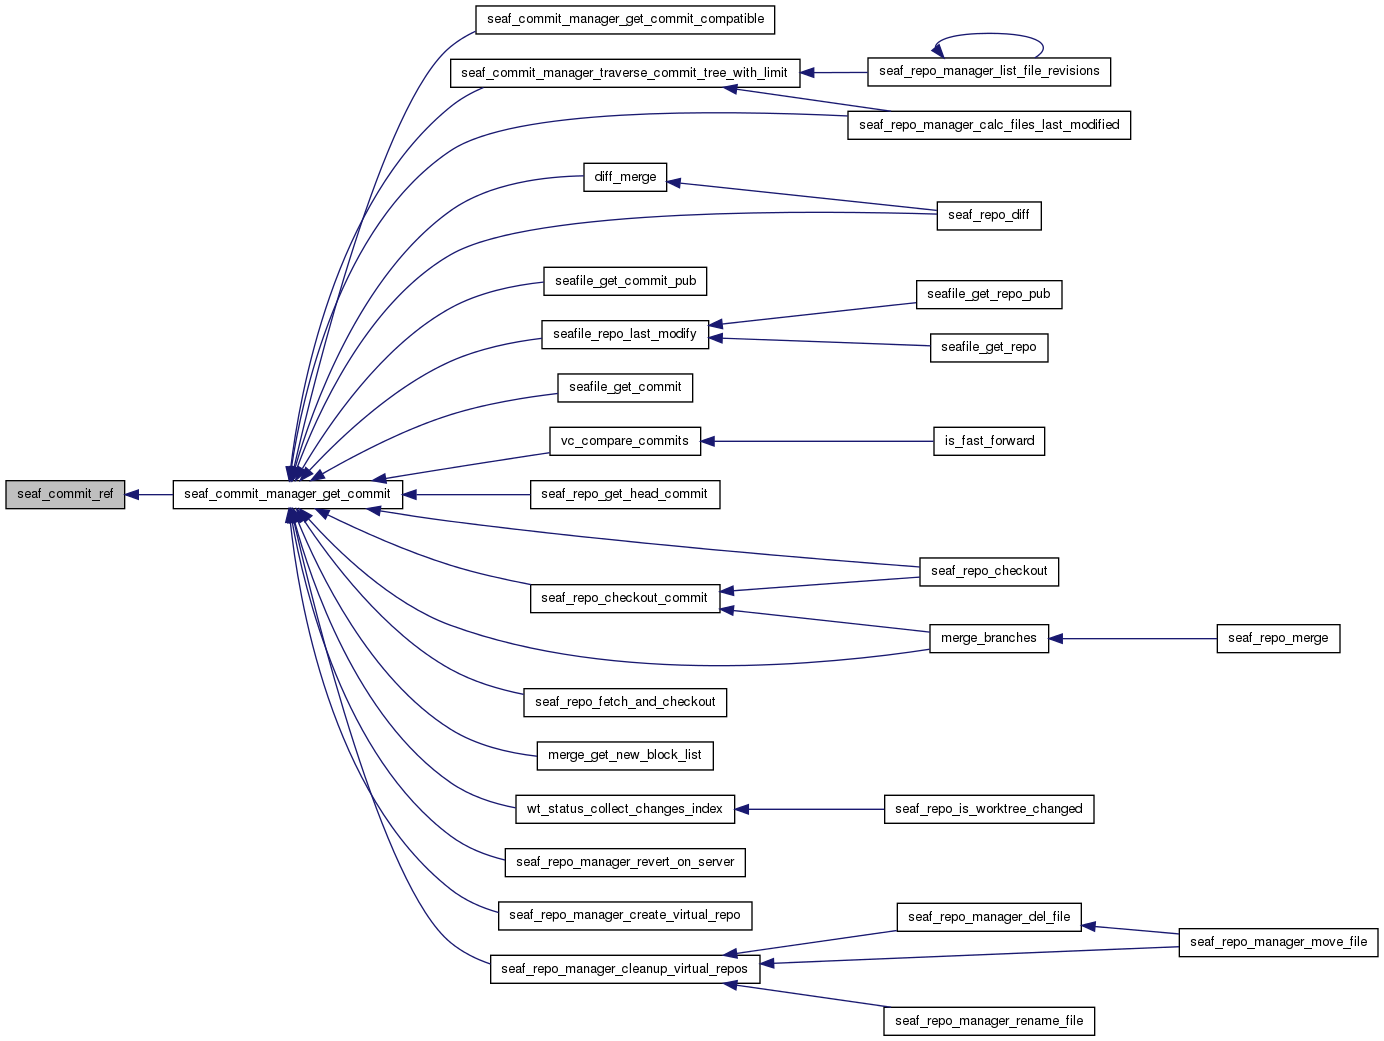 seaf_commit_manager_get_commit_compatible
seaf_commit_manager_traverse_commit_tree_with_limit
seaf_repo_manager_list_file_revisions
seaf_repo_manager_calc_files_last_modified
diff_merge
seaf_repo_diff
seafile_get_commit_pub
seafile_get_repo_pub
seafile_repo_last_modify
seafile_get_repo
seafile_get_commit
vc_compare_commits
is_fast_forward
seaf_commit_ref
seaf_commit_manager_get_commit
seaf_repo_get_head_commit
seaf_repo_checkout
seaf_repo_checkout_commit
merge_branches
seaf_repo_merge
seaf_repo_fetch_and_checkout
merge_get_new_block_list
wt_status_collect_changes_index
seaf_repo_is_worktree_changed
seaf_repo_manager_revert_on_server
seaf_repo_manager_create_virtual_repo
seaf_repo_manager_del_file
seaf_repo_manager_move_file
seaf_repo_manager_cleanup_virtual_repos
seaf_repo_manager_rename_file